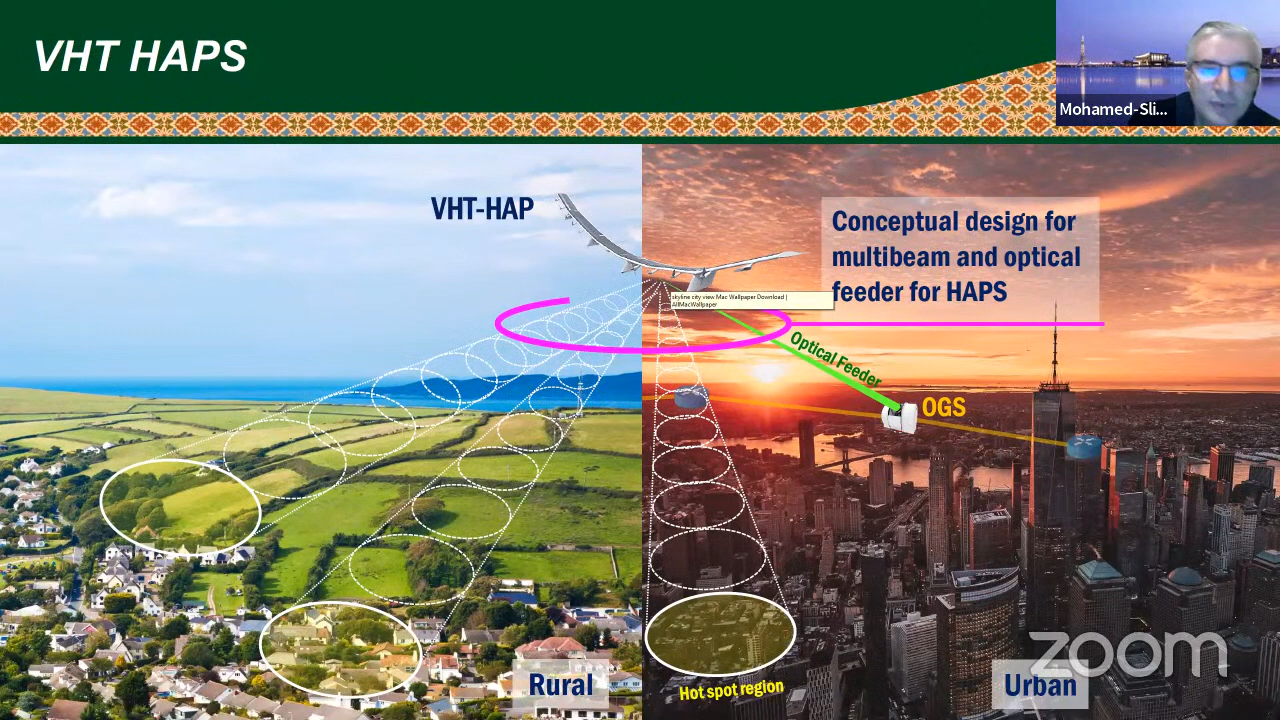 VHT HAPS
Mohamed-Sli...
VHT-HAP
Conceptual design for
multibeam and optical
feeder for HAPS
skyline city view Mac Wallpaper Download |
AllMacWallpaper
Optical Feeder
OGS
Hot spot region
Rural
Urban
zoom